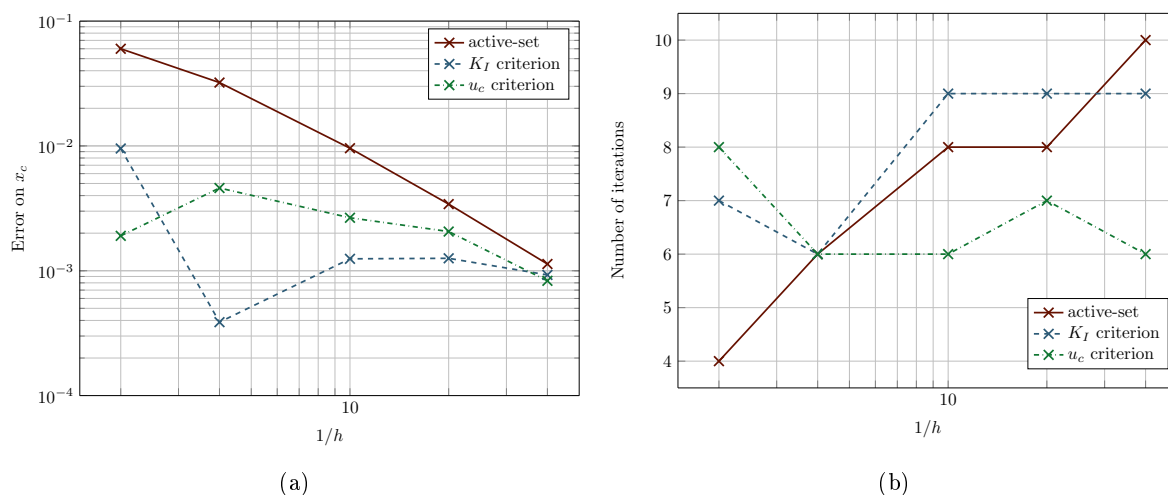 10^{-1}
10^{-2}
10^{-3}
10^{-4}
Error on x_c
10
1/h
active-set
K_I criterion
u_c criterion
(a)
10
9
8
7
6
5
4
Number of iterations
10
1/h
active-set
K_I criterion
u_c criterion
(b)